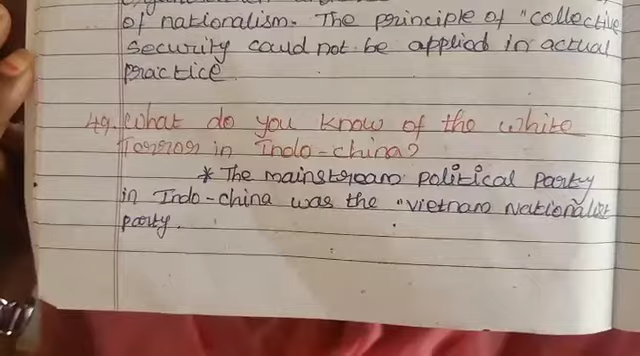 of nationalism. The principle of "collective
security could not be applied in actual
practice.
49. What do you know of the white
Terror in Indo-china?
* The mainstream political Party
in Indo-china was the "Vietnam Nationalist
party.